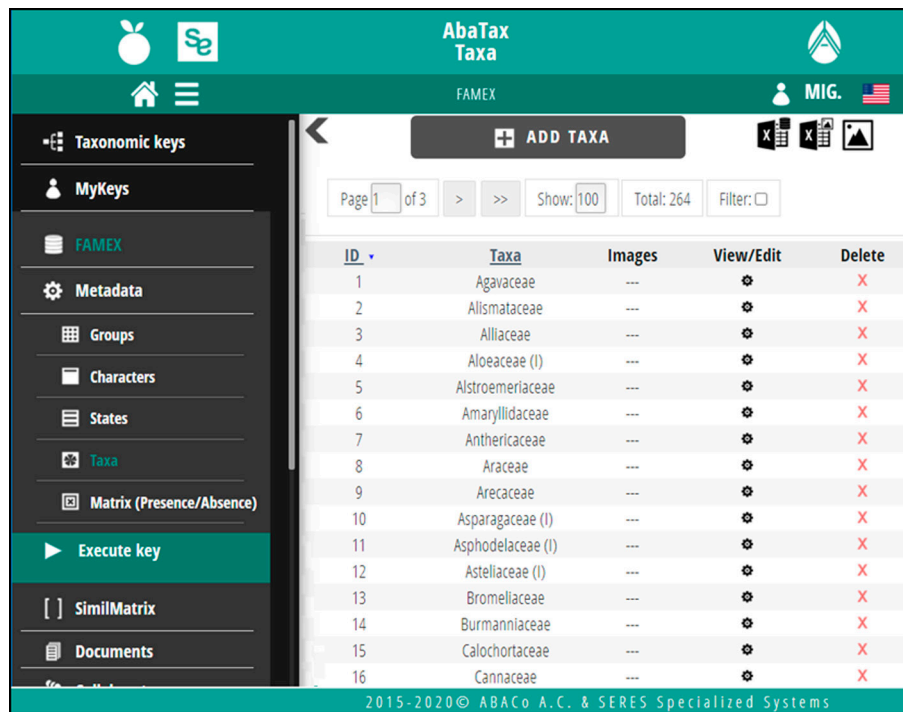 Se
AbaTax
Taxa
FAMEX
MIG.
Taxonomic keys
MyKeys
FAMEX
Metadata
Groups
Characters
States
Taxa
Matrix (Presence/Absence)
Execute key
[ ] SimilMatrix
Documents
ADD TAXA
Page 1 of 3 > >> Show: 100 Total: 264 Filter:
ID Taxa Images View/Edit Delete
1 Agavaceae --- X
2 Alismataceae --- X
3 Alliaceae --- X
4 Aloeaceae (I) --- X
5 Alstroemeriaceae --- X
6 Amaryllidaceae --- X
7 Anthericaceae --- X
8 Araceae --- X
9 Arecaceae --- X
10 Asparagaceae (I) --- X
11 Asphodelaceae (I) --- X
12 Asteliaceae (I) --- X
13 Bromeliaceae --- X
14 Burmanniaceae --- X
15 Calochortaceae --- X
16 Cannaceae --- X
2015-2020© ABACo A.C. & SERES Specialized Systems